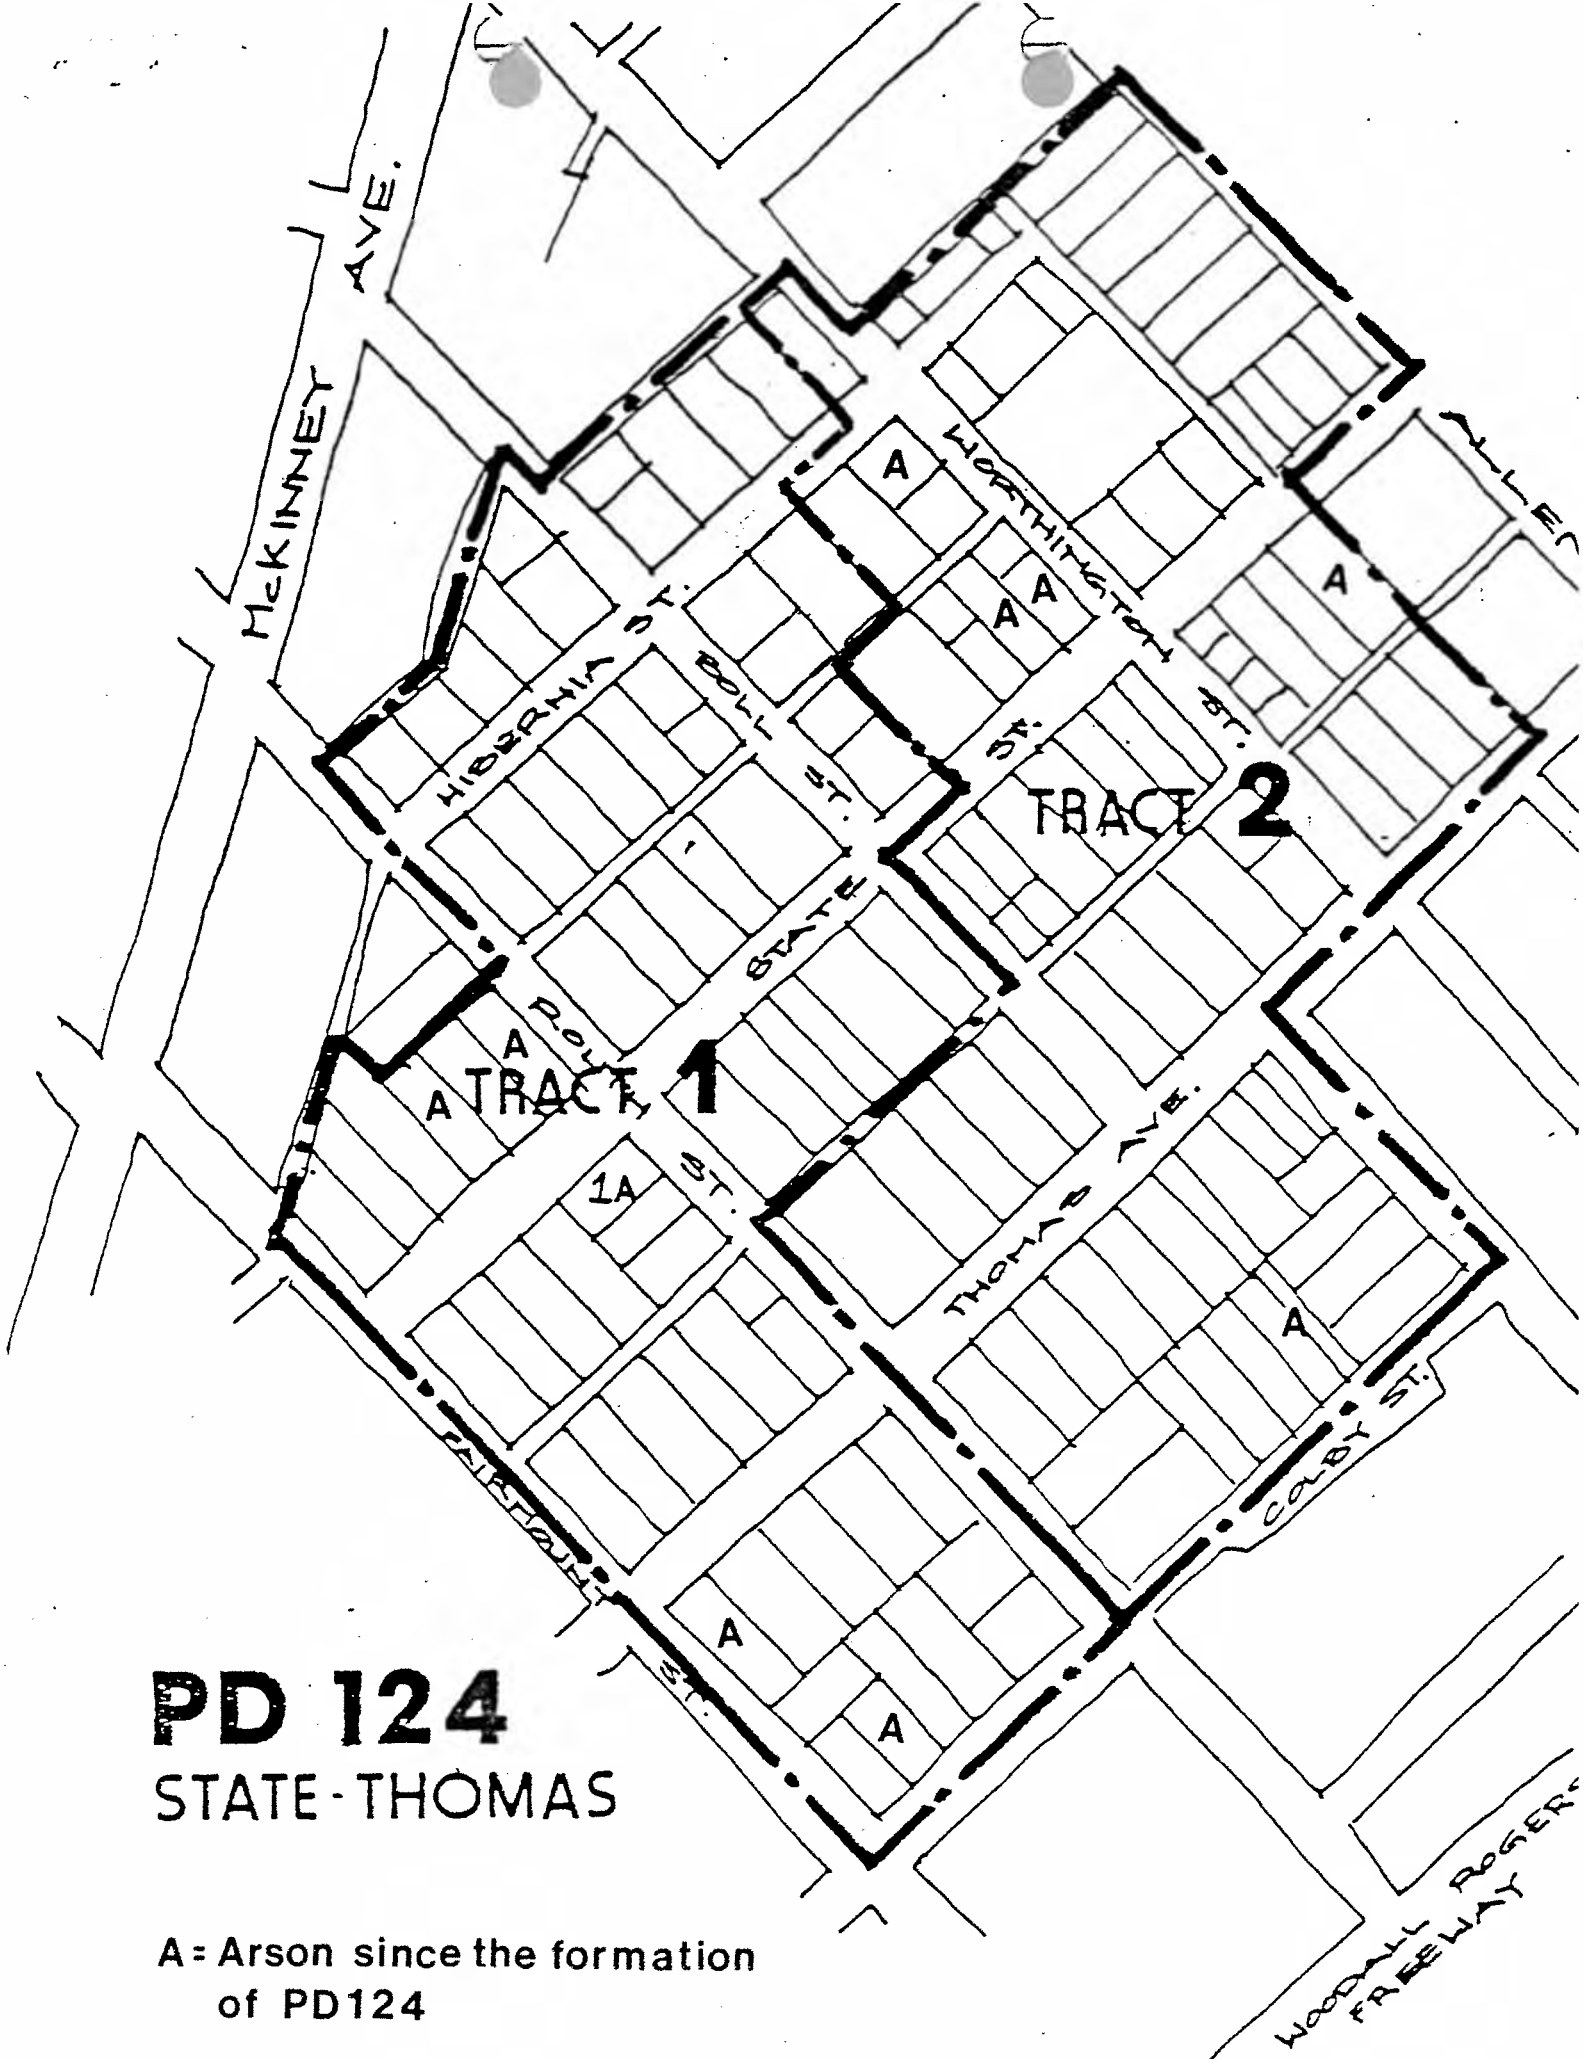 McKINNEY AVE.
ALLEN
A
WORTHINGTON ST.
A
A
A
HIBERNIA ST.
BOLL ST.
STATE ST.
TRACT 2
ROUTH ST.
A
A
TRACT 1
1A
THOMAS AVE.
A
COLBY ST.
FAIRMOUNT ST.
A
A
PD 124
STATE-THOMAS
WOODALL ROGERS
FREEWAY
A = Arson since the formation
of PD124